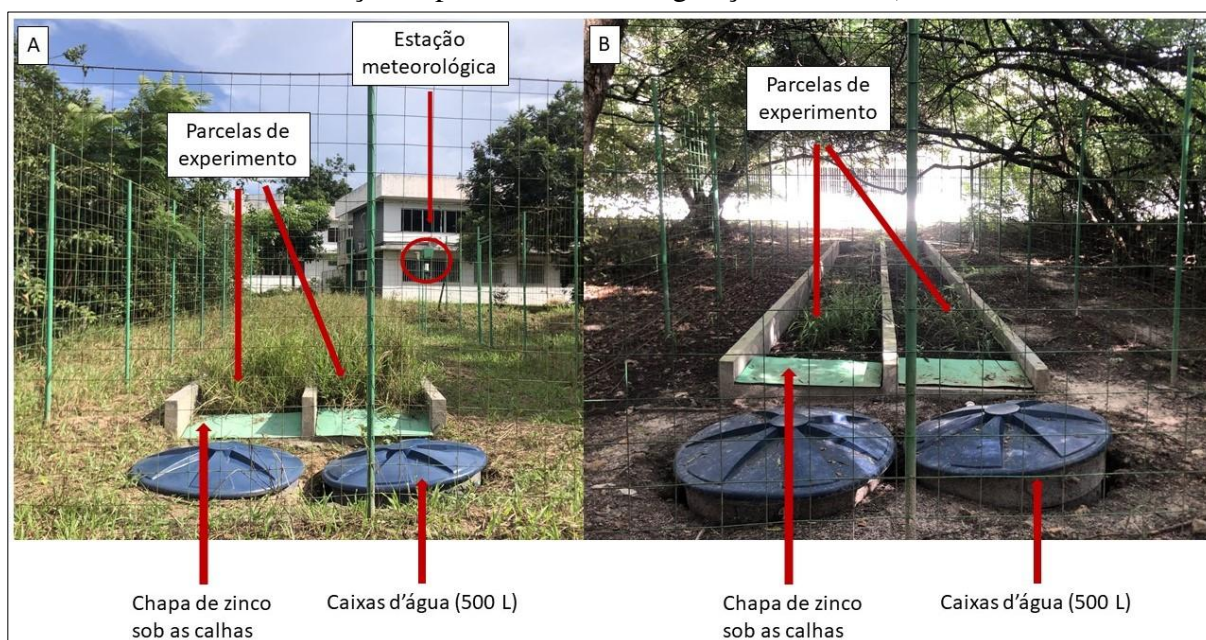 A
Estação
meteorológica
Parcelas de
experimento
B
Parcelas de
experimento
Chapa de zinco
sob as calhas
Caixas d'água (500 L)
Chapa de zinco
sob as calhas
Caixas d'água (500 L)